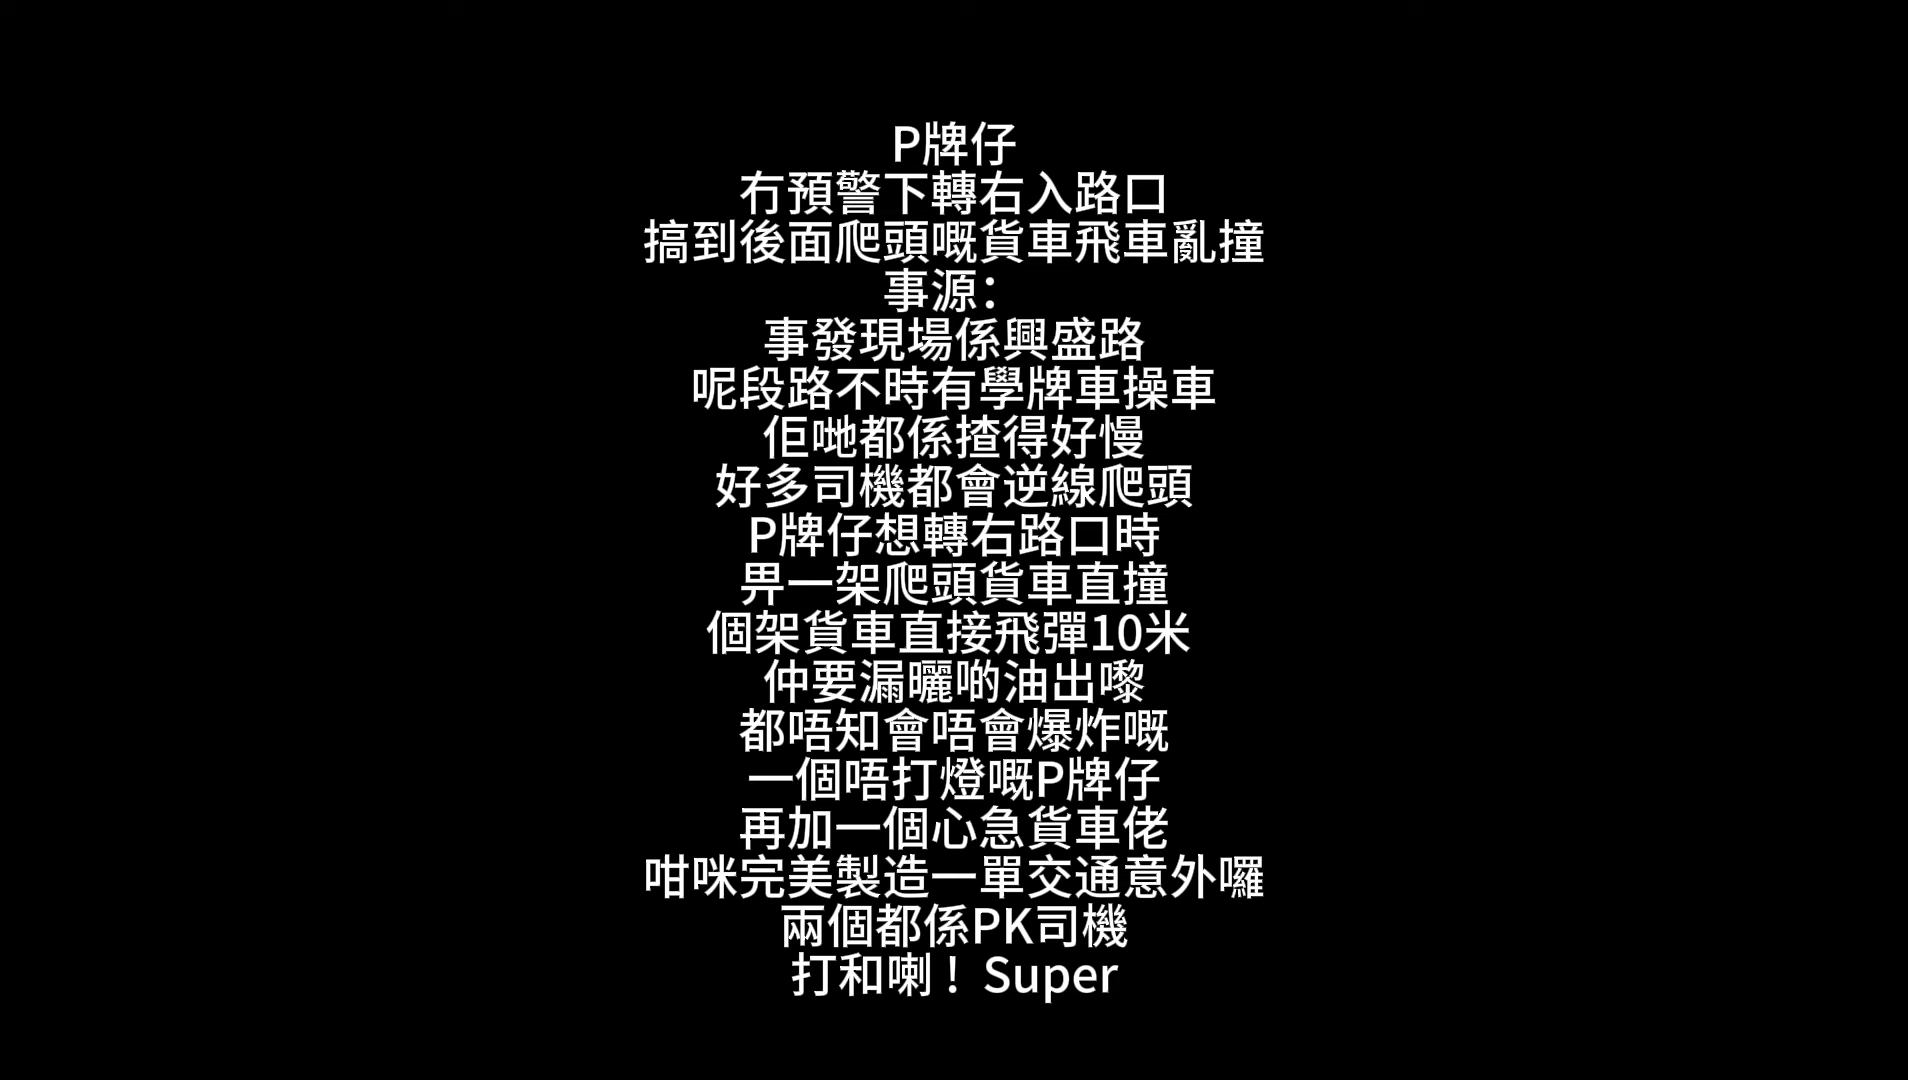 P牌仔
冇預警下轉右入路口
搞到後面爬頭嘅貨車飛車亂撞
事源：
事發現場係興盛路
呢段路不時有學牌車操車
佢哋都係揸得好慢
好多司機都會逆線爬頭
P牌仔想轉右路口時
畀一架爬頭貨車直撞
個架貨車直接飛彈10米
仲要漏曬啲油出嚟
都唔知會唔會爆炸嘅
一個唔打燈嘅P牌仔
再加一個心急貨車佬
咁咪完美製造一單交通意外囉
兩個都係PK司機
打和喇！Super